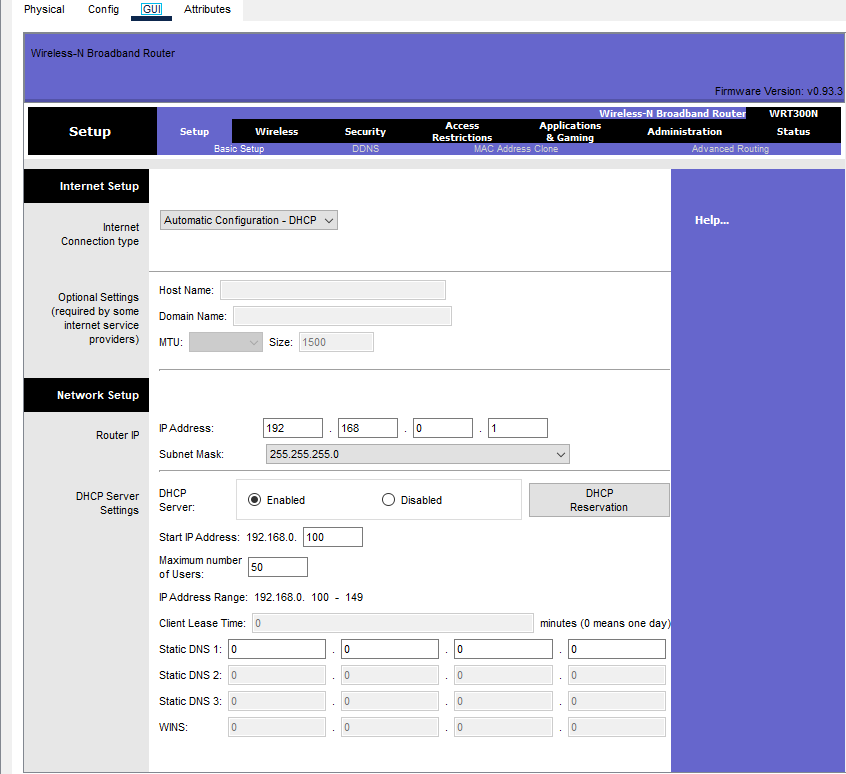 Physical Config GUI Attributes
Wireless-N Broadband Router
Firmware Version: v0.93.3
Wireless-N Broadband Router WRT300N
Setup
Setup Wireless Security Access Restrictions Applications & Gaming Administration Status
Basic Setup DDNS MAC Address Clone Advanced Routing
Internet Setup
Help...
Internet
Connection type
Automatic Configuration - DHCP
Optional Settings
(required by some
internet service
providers)
Host Name:
Domain Name:
MTU: Size: 1500
Network Setup
Router IP
IP Address: 192 . 168 . 0 . 1
Subnet Mask: 255.255.255.0
DHCP Server
Settings
DHCP
Server:
Enabled Disabled
DHCP
Reservation
Start IP Address: 192.168.0. 100
Maximum number
of Users:
50
IP Address Range: 192.168.0. 100 - 149
Client Lease Time: 0 minutes (0 means one day)
Static DNS 1: 0 . 0 . 0 . 0
Static DNS 2: 0 . 0 . 0 . 0
Static DNS 3: 0 . 0 . 0 . 0
WINS: 0 . 0 . 0 . 0